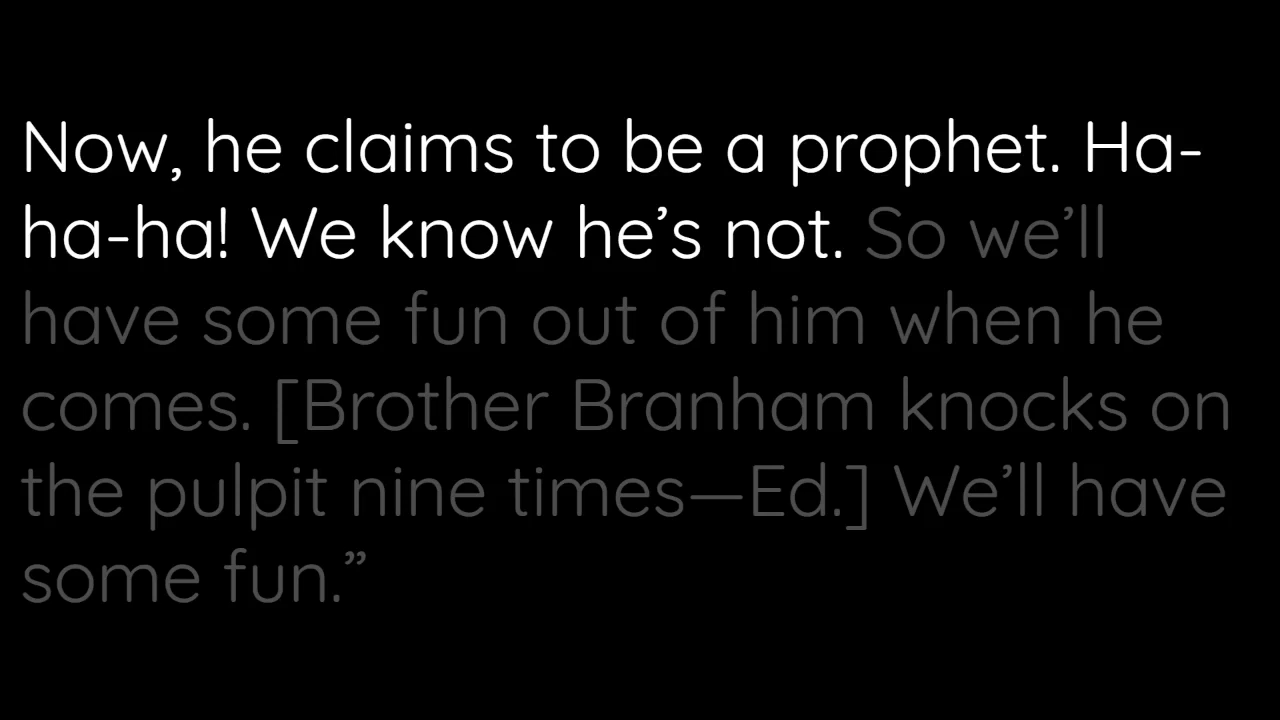 Now, he claims to be a prophet. Ha-
ha-ha! We know he’s not. So we’ll
have some fun out of him when he
comes. [Brother Branham knocks on
the pulpit nine times—Ed.] We’ll have
some fun.”